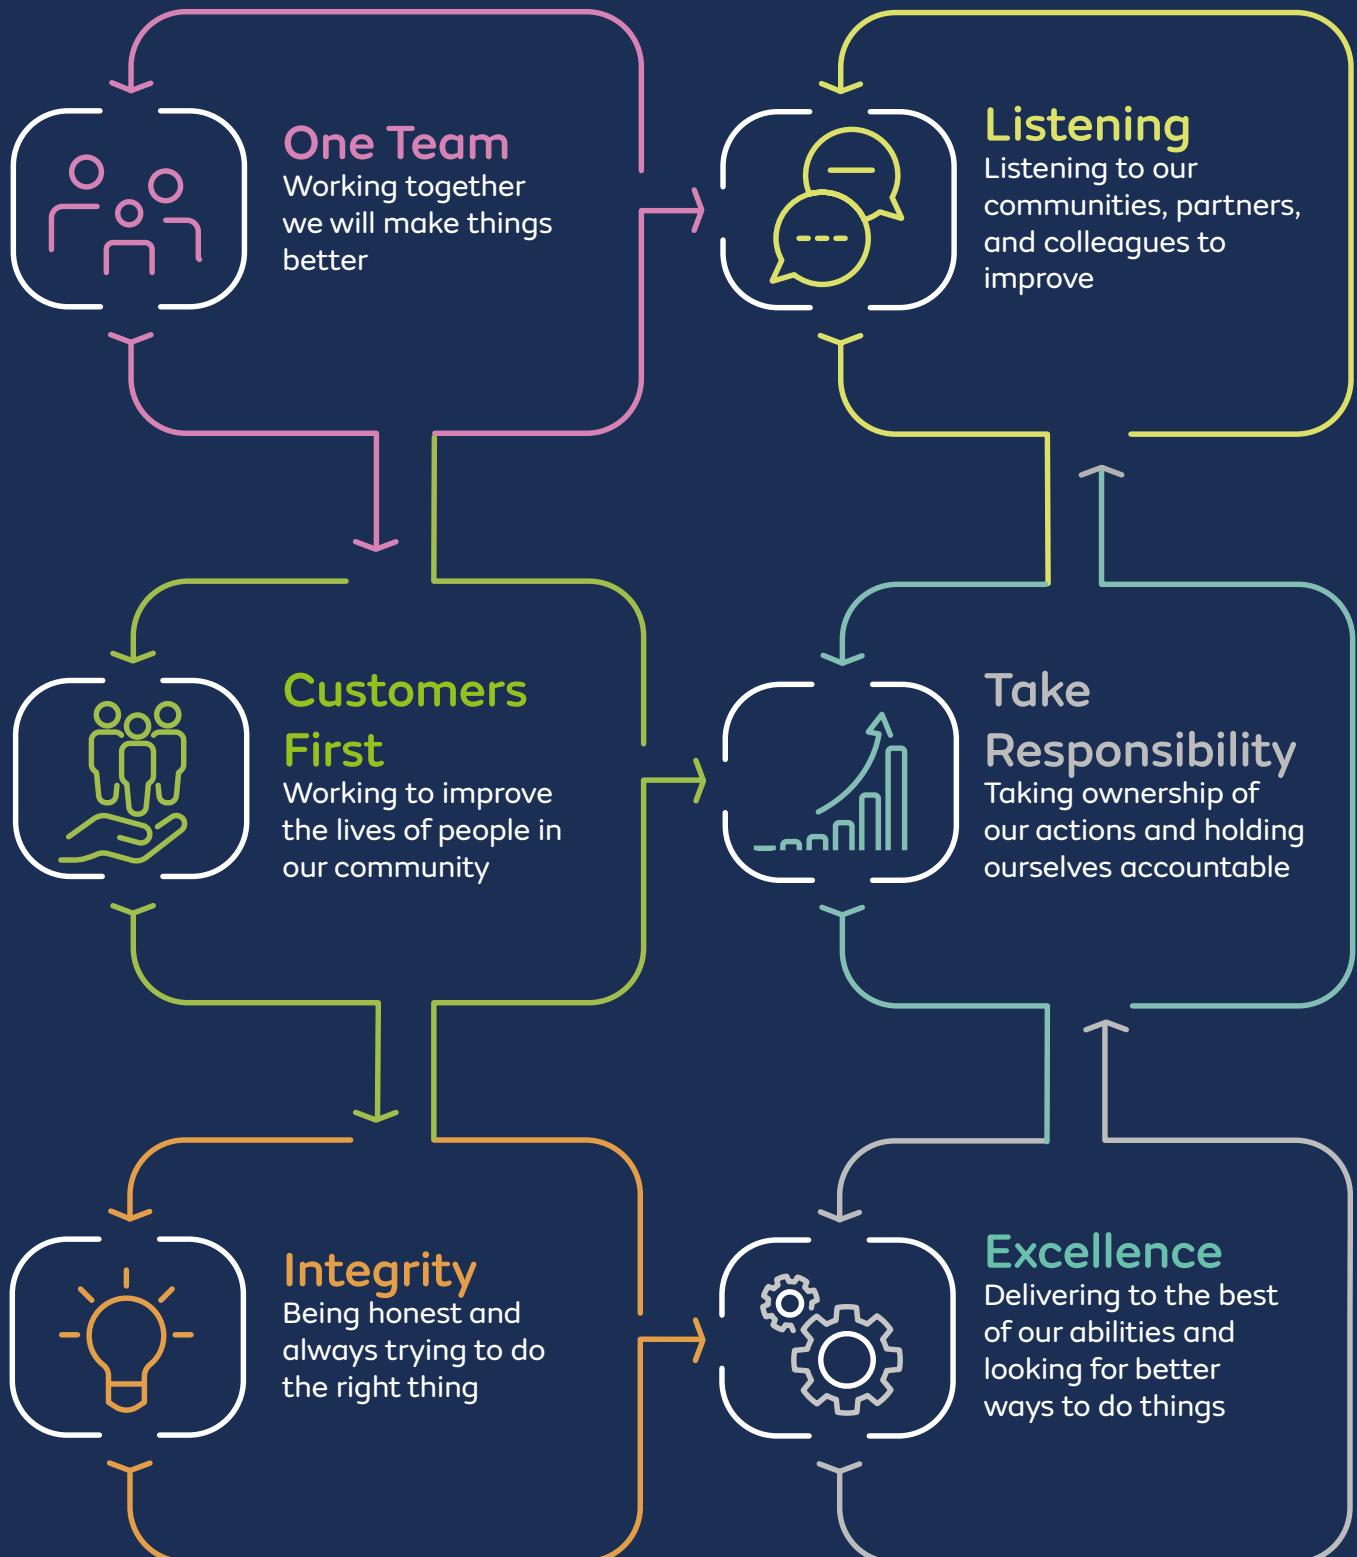 One Team
Working together
we will make things
better
Listening
Listening to our
communities, partners,
and colleagues to
improve
Customers
First
Working to improve
the lives of people in
our community
Take
Responsibility
Taking ownership of
our actions and holding
ourselves accountable
Integrity
Being honest and
always trying to do
the right thing
Excellence
Delivering to the best
of our abilities and
looking for better
ways to do things